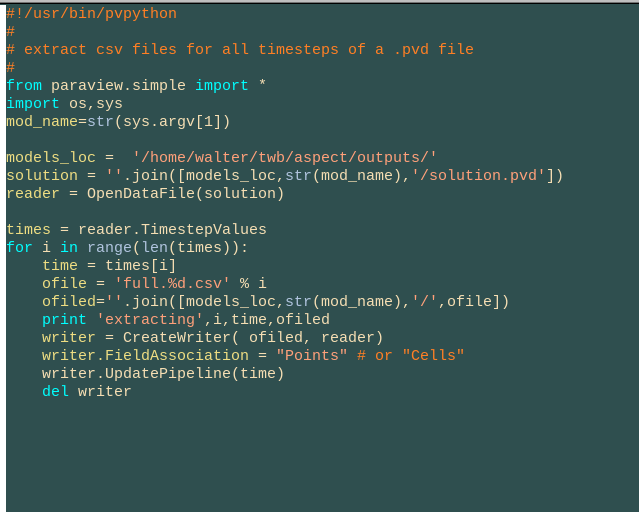 #!/usr/bin/pvpython
#
# extract csv files for all timesteps of a .pvd file
#
from paraview.simple import *
import os,sys
mod_name=str(sys.argv[1])

models_loc =  '/home/walter/twb/aspect/outputs/'
solution = ''.join([models_loc,str(mod_name),'/solution.pvd'])
reader = OpenDataFile(solution)

times = reader.TimestepValues
for i in range(len(times)):
    time = times[i]
    ofile = 'full.%d.csv' % i
    ofiled=''.join([models_loc,str(mod_name),'/',ofile])
    print 'extracting',i,time,ofiled
    writer = CreateWriter( ofiled, reader)
    writer.FieldAssociation = "Points" # or "Cells"
    writer.UpdatePipeline(time)
    del writer